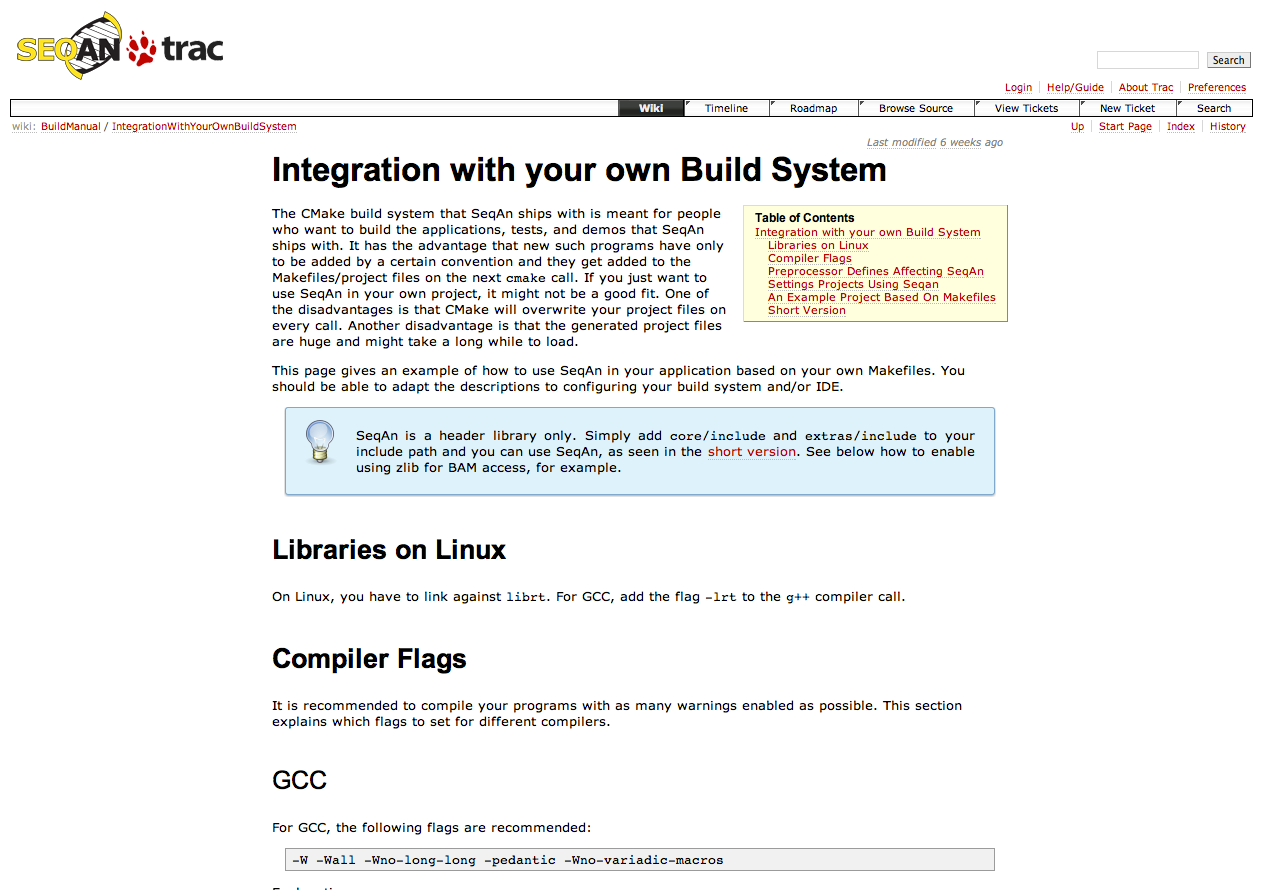 SEQAN trac
Search
Login Help/Guide About Trac Preferences
Wiki Timeline Roadmap Browse Source View Tickets New Ticket Search
wiki: BuildManual / IntegrationWithYourOwnBuildSystem
Up Start Page Index History
Last modified 6 weeks ago
Integration with your own Build System
The CMake build system that SeqAn ships with is meant for people
who want to build the applications, tests, and demos that SeqAn
ships with. It has the advantage that new such programs have only
to be added by a certain convention and they get added to the
Makefiles/project files on the next cmake call. If you just want to
use SeqAn in your own project, it might not be a good fit. One of
the disadvantages is that CMake will overwrite your project files on
every call. Another disadvantage is that the generated project files
are huge and might take a long while to load.
Table of Contents
Integration with your own Build System
Libraries on Linux
Compiler Flags
Preprocessor Defines Affecting SeqAn
Settings Projects Using Seqan
An Example Project Based On Makefiles
Short Version
This page gives an example of how to use SeqAn in your application based on your own Makefiles. You
should be able to adapt the descriptions to configuring your build system and/or IDE.
SeqAn is a header library only. Simply add core/include and extras/include to your
include path and you can use SeqAn, as seen in the short version. See below how to enable
using zlib for BAM access, for example.
Libraries on Linux
On Linux, you have to link against librt. For GCC, add the flag -lrt to the g++ compiler call.
Compiler Flags
It is recommended to compile your programs with as many warnings enabled as possible. This section
explains which flags to set for different compilers.
GCC
For GCC, the following flags are recommended:
-W -Wall -Wno-long-long -pedantic -Wno-variadic-macros